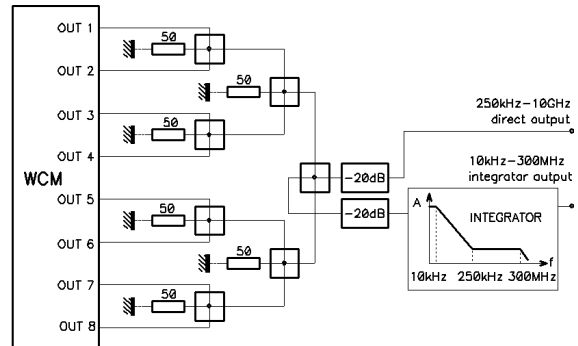 OUT 1
50
OUT 2
50
OUT 3
50
OUT 4
WCM
250kHz-10GHz
direct output
10kHz-300MHz
integrator output
-20dB
-20dB
OUT 5
50
OUT 6
50
OUT 7
50
OUT 8
A
INTEGRATOR
f
10kHz 250kHz 300MHz